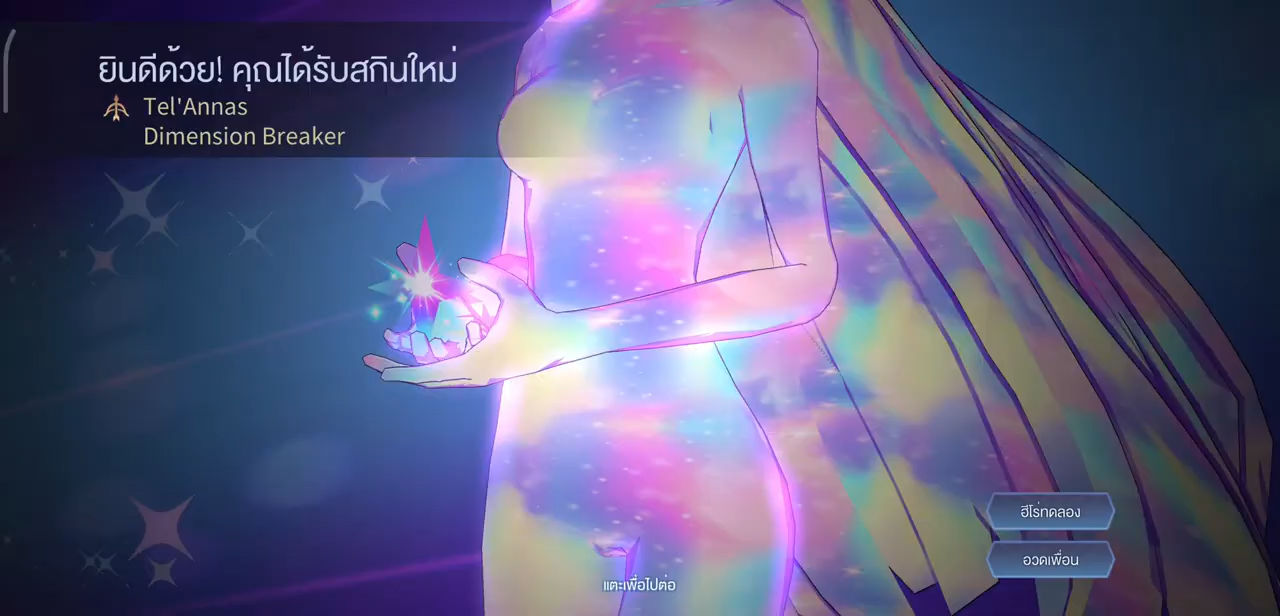 ยินดีด้วย! คุณได้รับสกินใหม่
Tel'Annas
Dimension Breaker
ฮีโร่ทดลอง
อวดเพื่อน
แตะเพื่อไปต่อ